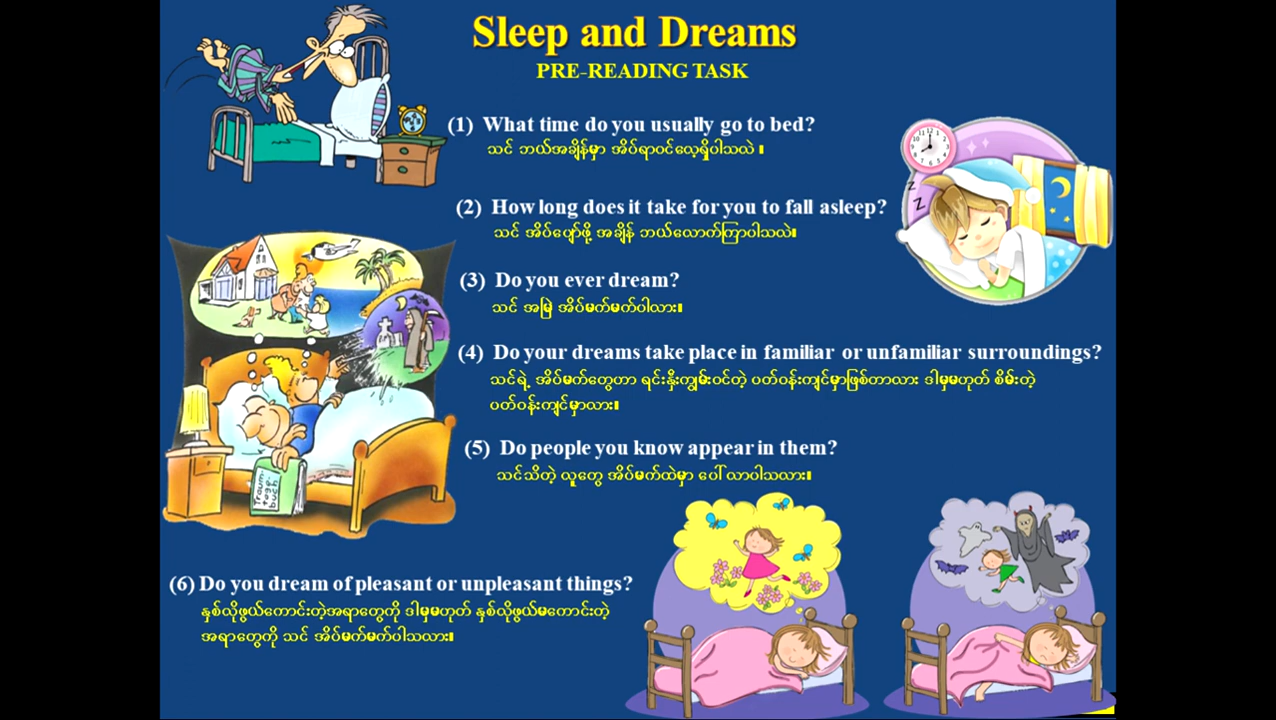 Sleep and Dreams
PRE-READING TASK
(1) What time do you usually go to bed?
သင် ဘယ်အချိန်မှာ အိပ်ရာဝင်လေ့ရှိပါသလဲ ။
(2) How long does it take for you to fall asleep?
သင် အိပ်ပျော်ဖို့ အချိန် ဘယ်လောက်ကြာပါသလဲ။
(3) Do you ever dream?
သင် အမြဲ အိပ်မက်မက်ပါလား။
(4) Do your dreams take place in familiar or unfamiliar surroundings?
သင်ရဲ့ အိပ်မက်တွေဟာ ရင်းနှီးကျွမ်းဝင်တဲ့ ပတ်ဝန်းကျင်မှာဖြစ်တာလား ဒါမှမဟုတ် စိမ်းတဲ့
ပတ်ဝန်းကျင်မှာလား။
(5) Do people you know appear in them?
သင်သိတဲ့ လူတွေ အိပ်မက်ထဲမှာ ပေါ်လာပါသလား။
(6) Do you dream of pleasant or unpleasant things?
နှစ်လိုဖွယ်ကောင်းတဲ့အရာတွေကို ဒါမှမဟုတ် နှစ်လိုဖွယ်မကောင်းတဲ့
အရာတွေကို သင် အိပ်မက်မက်ပါသလား။
Traum-
tage-
buch
z
Z